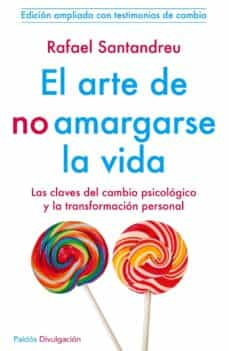 Edición ampliada con testimonios de cambio
Rafael Santandreu
El arte de
no amargarse
la vida
Las claves del cambio psicológico
y la transformación personal
Paidós Divulgación